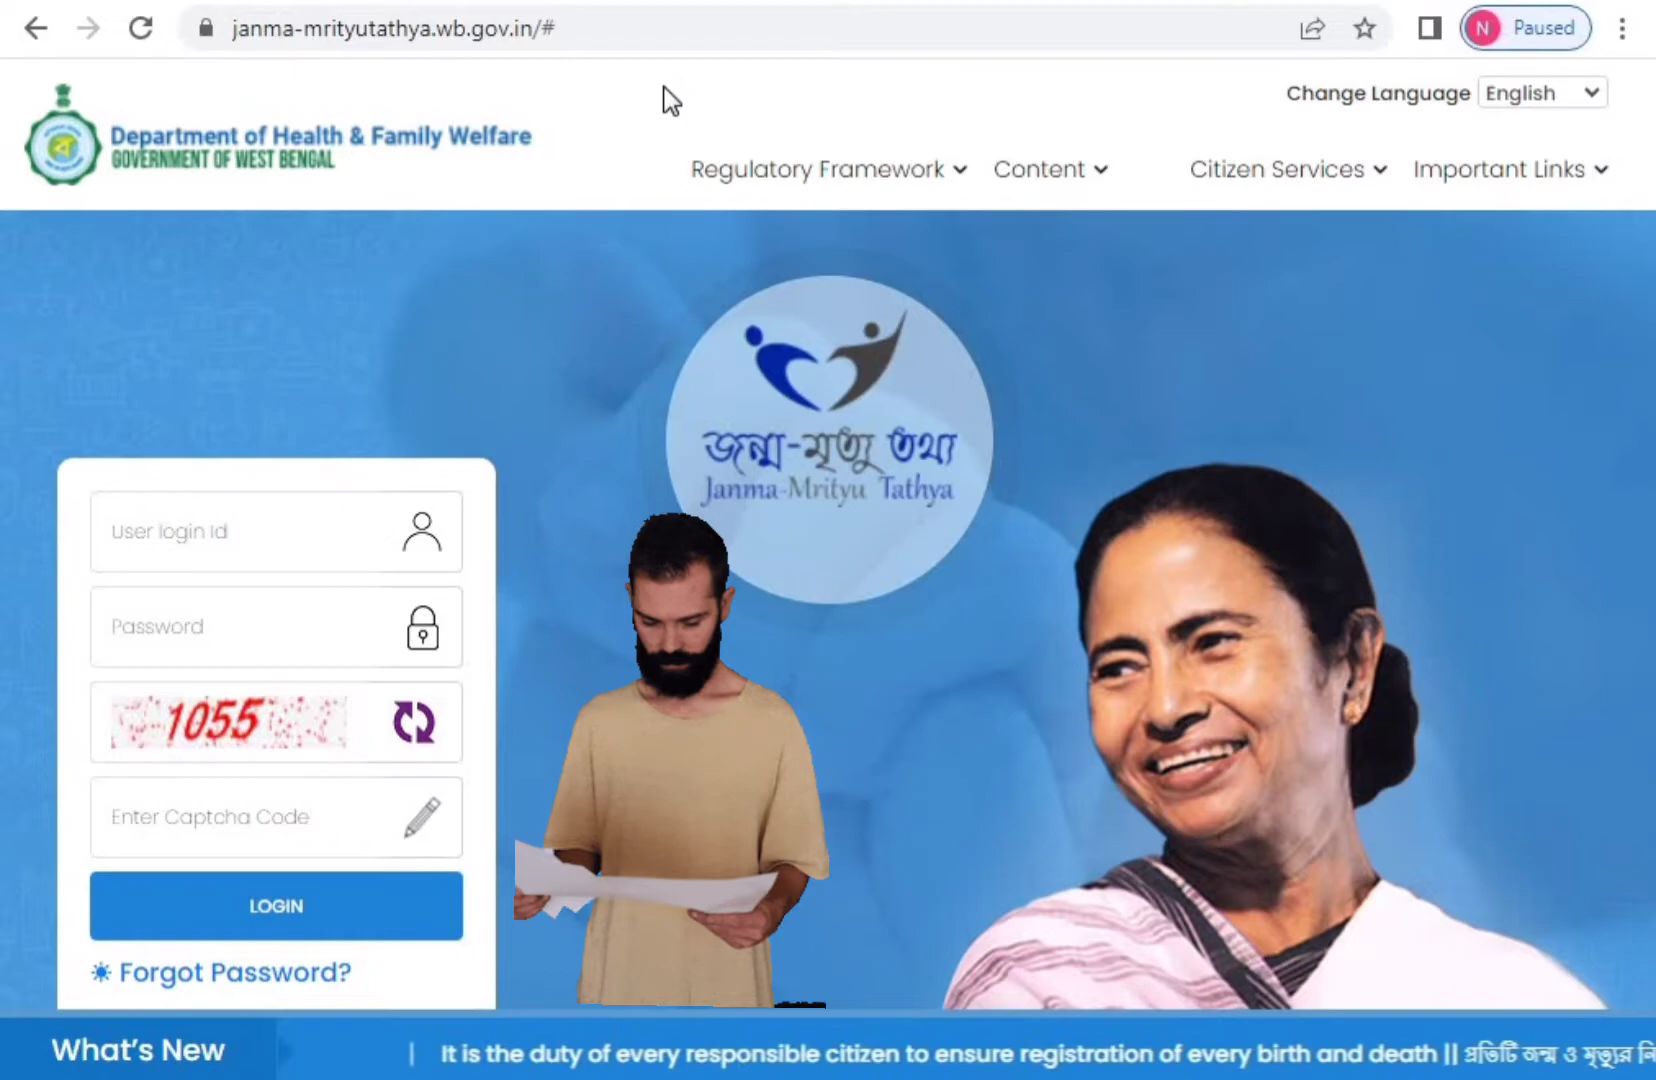 janma-mrityutathya.wb.gov.in/#
N Paused
Change Language English
Department of Health & Family Welfare
GOVERNMENT OF WEST BENGAL
Regulatory Framework Content Citizen Services Important Links
জন্ম-মৃত্যু তথ্য
Janma-Mrityu Tathya
User login Id
Password
1055
Enter Captcha Code
LOGIN
Forgot Password?
What's New | It is the duty of every responsible citizen to ensure registration of every birth and death || প্রতিটি জন্ম ও মৃত্যুর